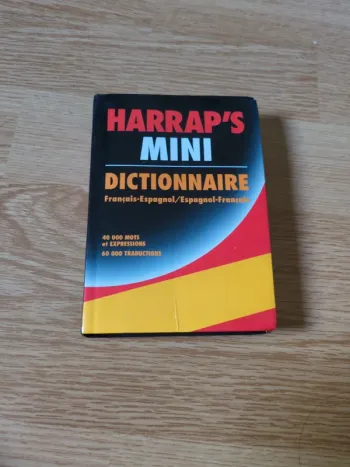 HARRAP'S
MINI
DICTIONNAIRE
Français-Espagnol/Espagnol-Français
40 000 MOTS
et EXPRESSIONS
60 000 TRADUCTIONS